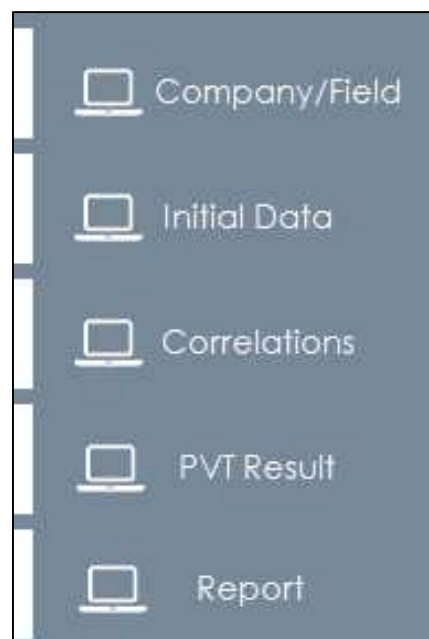 Company/Field
Initial Data
Correlations
PVT Result
Report